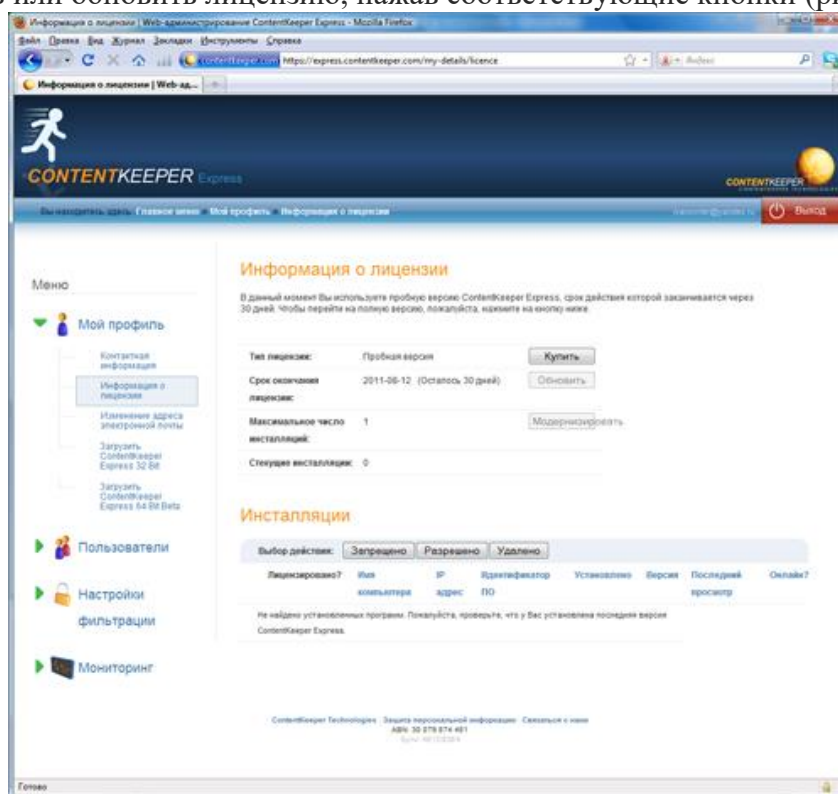 или обновить лицензию, нажав соответствующие кнопки
Информация о лицензии | Web-администрирование ContentKeeper Express - Mozilla Firefox
Файл Правка Вид Журнал Закладки Инструменты Справка
contentkeeper.com https://express.contentkeeper.com/my-details/licence
Яндекс
Информация о лицензии | Web-ад...
CONTENTKEEPER Express
CONTENTKEEPER
Вы находитесь здесь: Главное меню » Мой профиль » Информация о лицензии
Выход
Меню
Мой профиль
Контактная
информация
Информация о
лицензии
Изменение адреса
электронной почты
Загрузить
ContentKeeper
Express 32 Bit
Загрузить
ContentKeeper
Express 64 Bit Beta
Пользователи
Настройки
фильтрации
Мониторинг
Информация о лицензии
В данный момент Вы используете пробную версию ContentKeeper Express, срок действия которой заканчивается через
30 дней. Чтобы перейти на полную версию, пожалуйста, нажмите на кнопку ниже.
Тип лицензии: Пробная версия Купить
Срок окончания 2011-08-12 (Осталось 30 дней) Обновить
лицензии:
Максимальное число 1 Модернизировать
инсталляций:
Стекущие инсталляции: 0
Инсталляции
Выбор действия: Запрещено Разрешено Удалено
Лицензировано? Имя IP Идентификатор Установлено Версия Последний Онлайн?
компьютера адрес ПО просмотр
Не найдено установленных программ. Пожалуйста, проверьте, что у Вас установлена последняя версия
ContentKeeper Express.
ContentKeeper Technologies Защита персональной информации Связаться с нами
Готово